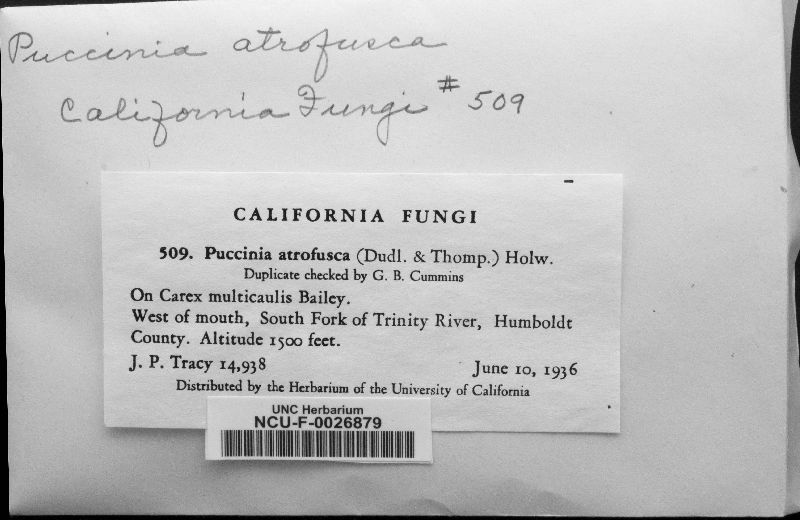 Puccinia atrofusca
California Fungi # 509
CALIFORNIA FUNGI
509. Puccinia atrofusca (Dudl. & Thomp.) Holw.
Duplicate checked by G. B. Cummins
On Carex multicaulis Bailey.
West of mouth, South Fork of Trinity River, Humboldt
County. Altitude 1500 feet.
J. P. Tracy 14,938 June 10, 1936
Distributed by the Herbarium of the University of California
UNC Herbarium
NCU-F-0026879